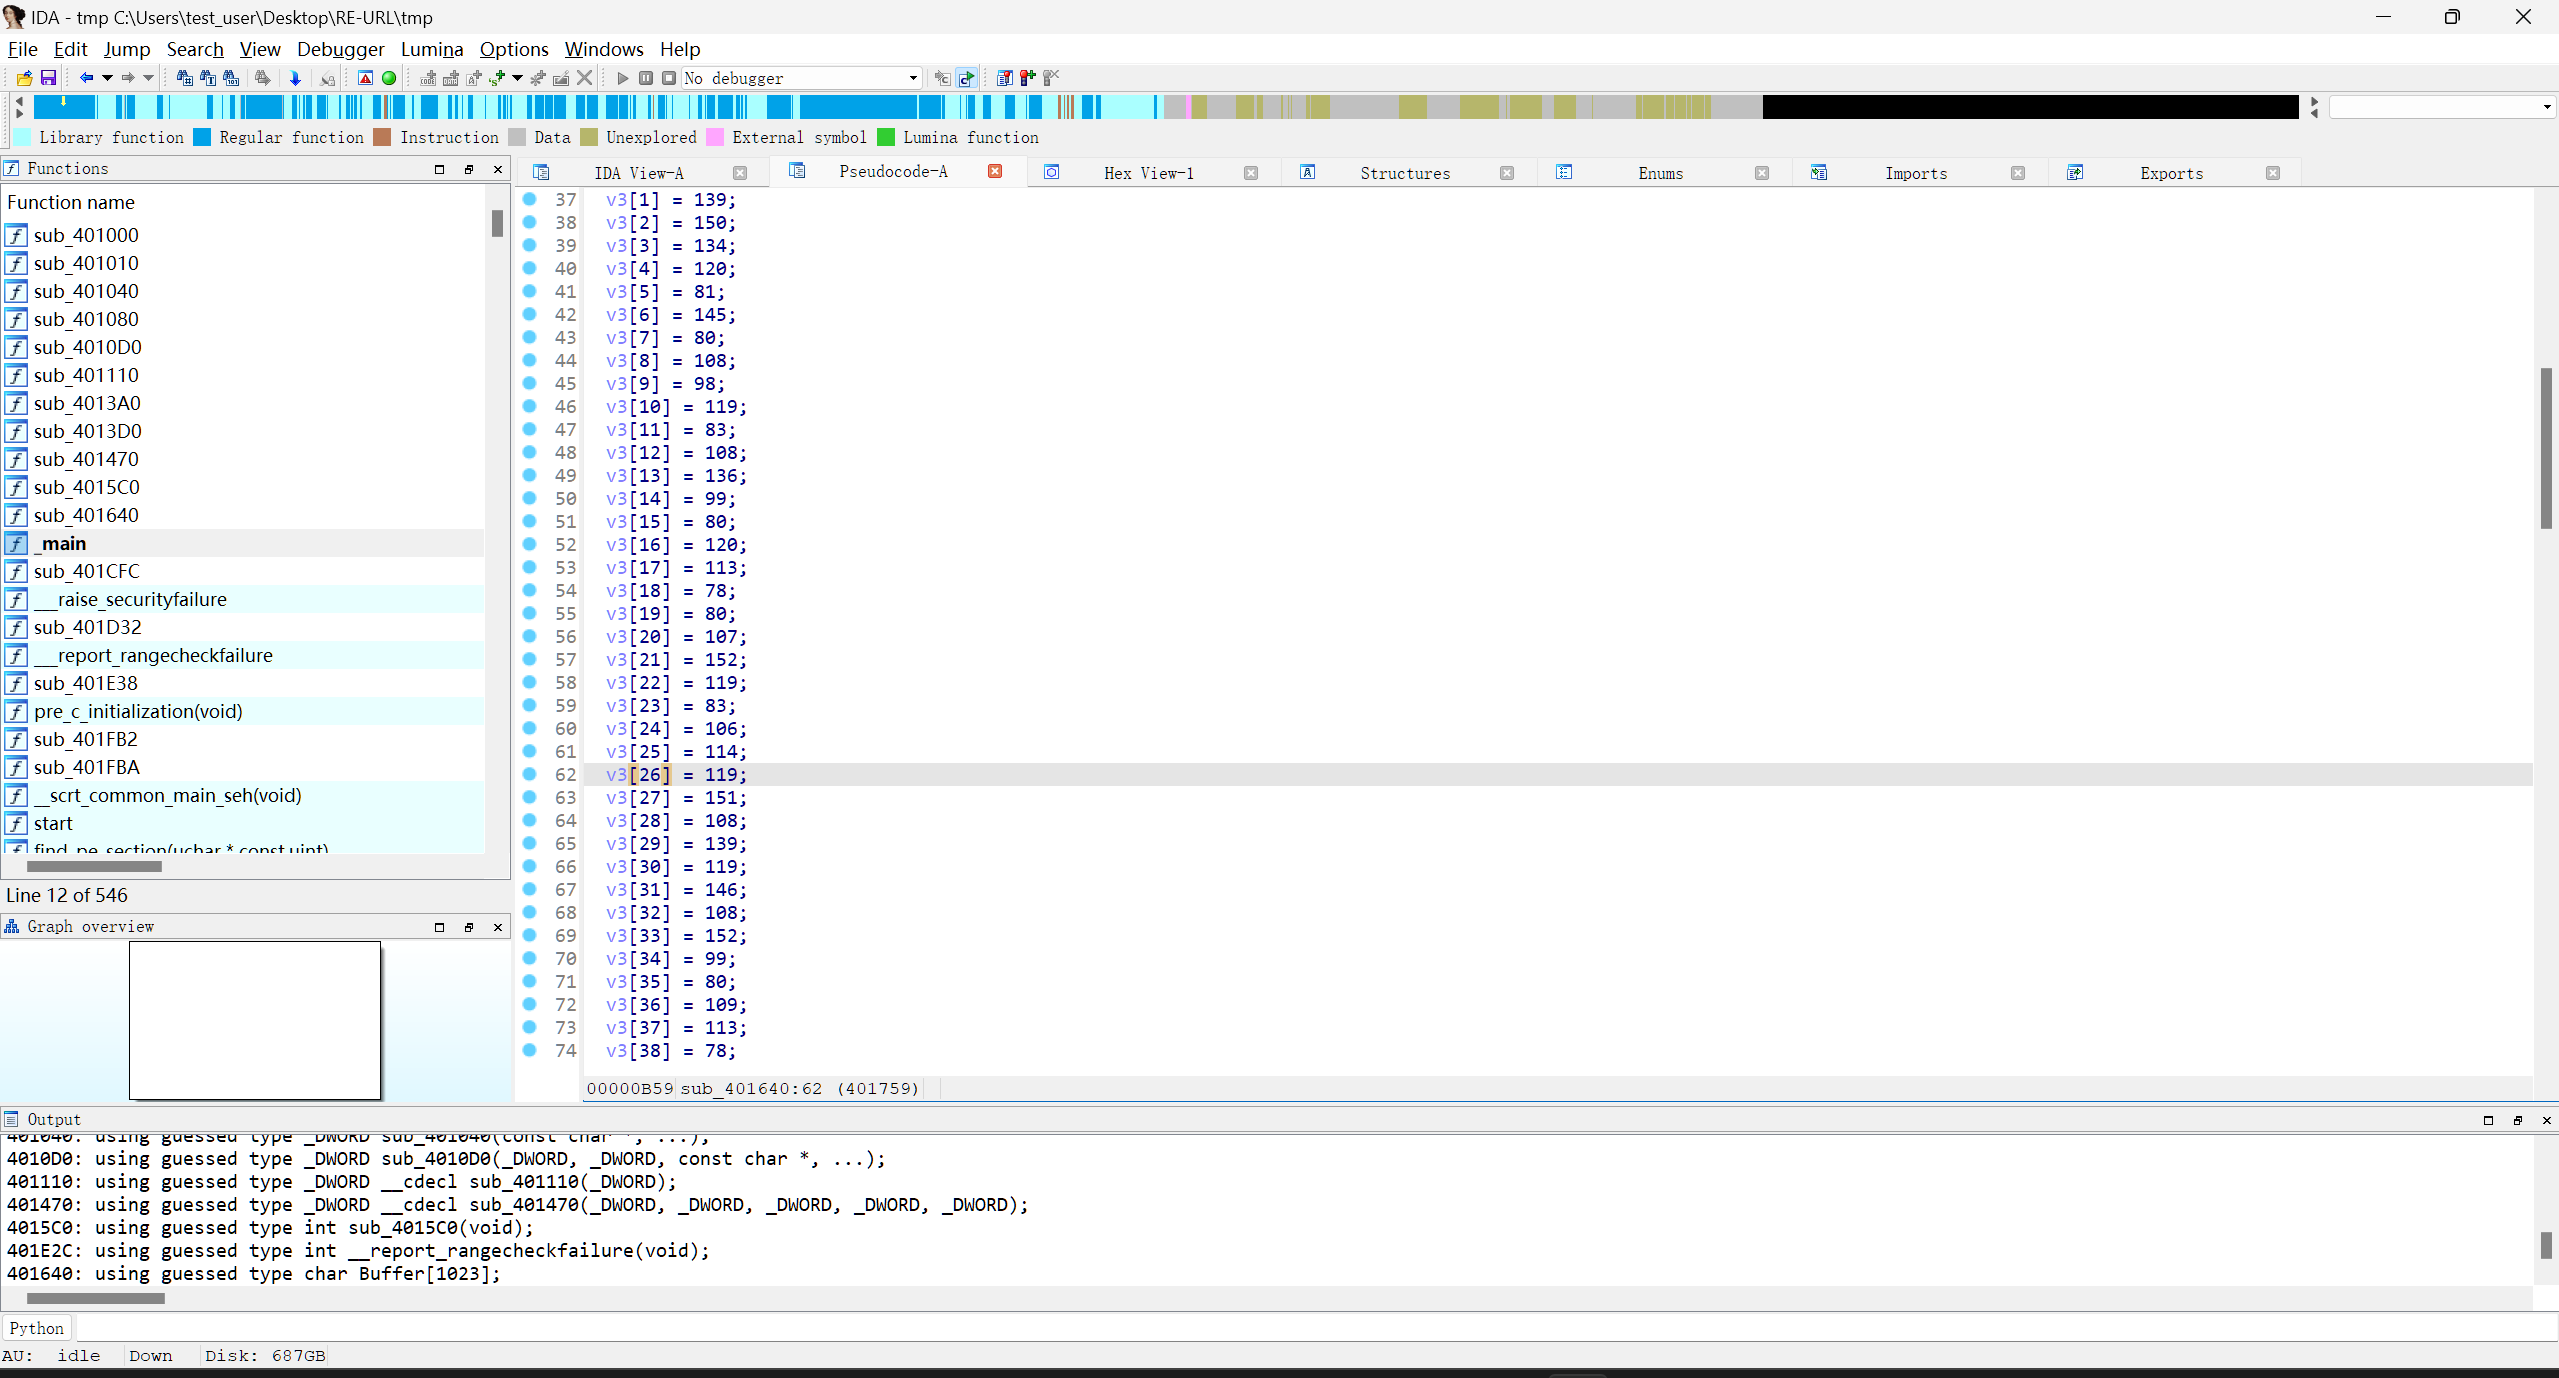 IDA - tmp C:\Users\test_user\Desktop\RE-URL\tmp
File Edit Jump Search View Debugger Lumina Options Windows Help
No debugger
Library function Regular function Instruction Data Unexplored External symbol Lumina function
Functions
Function name
sub_401000
sub_401010
sub_401040
sub_401080
sub_4010D0
sub_401110
sub_4013A0
sub_4013D0
sub_401470
sub_4015C0
sub_401640
_main
sub_401CFC
___raise_securityfailure
sub_401D32
___report_rangecheckfailure
sub_401E38
pre_c_initialization(void)
sub_401FB2
sub_401FBA
__scrt_common_main_seh(void)
start
find_pe_section(uchar * const,uint)
Line 12 of 546
Graph overview
IDA View-A Pseudocode-A Hex View-1 Structures Enums Imports Exports
37 v3[1] = 139;
38 v3[2] = 150;
39 v3[3] = 134;
40 v3[4] = 120;
41 v3[5] = 81;
42 v3[6] = 145;
43 v3[7] = 80;
44 v3[8] = 108;
45 v3[9] = 98;
46 v3[10] = 119;
47 v3[11] = 83;
48 v3[12] = 108;
49 v3[13] = 136;
50 v3[14] = 99;
51 v3[15] = 80;
52 v3[16] = 120;
53 v3[17] = 113;
54 v3[18] = 78;
55 v3[19] = 80;
56 v3[20] = 107;
57 v3[21] = 152;
58 v3[22] = 119;
59 v3[23] = 83;
60 v3[24] = 106;
61 v3[25] = 114;
62 v3[26] = 119;
63 v3[27] = 151;
64 v3[28] = 108;
65 v3[29] = 139;
66 v3[30] = 119;
67 v3[31] = 146;
68 v3[32] = 108;
69 v3[33] = 152;
70 v3[34] = 99;
71 v3[35] = 80;
72 v3[36] = 109;
73 v3[37] = 113;
74 v3[38] = 78;
00000B59 sub_401640:62 (401759)
Output
401040: using guessed type _DWORD sub_401040(const char *, ...);
4010D0: using guessed type _DWORD sub_4010D0(_DWORD, _DWORD, const char *, ...);
401110: using guessed type _DWORD __cdecl sub_401110(_DWORD);
401470: using guessed type _DWORD __cdecl sub_401470(_DWORD, _DWORD, _DWORD, _DWORD, _DWORD);
4015C0: using guessed type int sub_4015C0(void);
401E2C: using guessed type int __report_rangecheckfailure(void);
401640: using guessed type char Buffer[1023];
Python
AU: idle Down Disk: 687GB